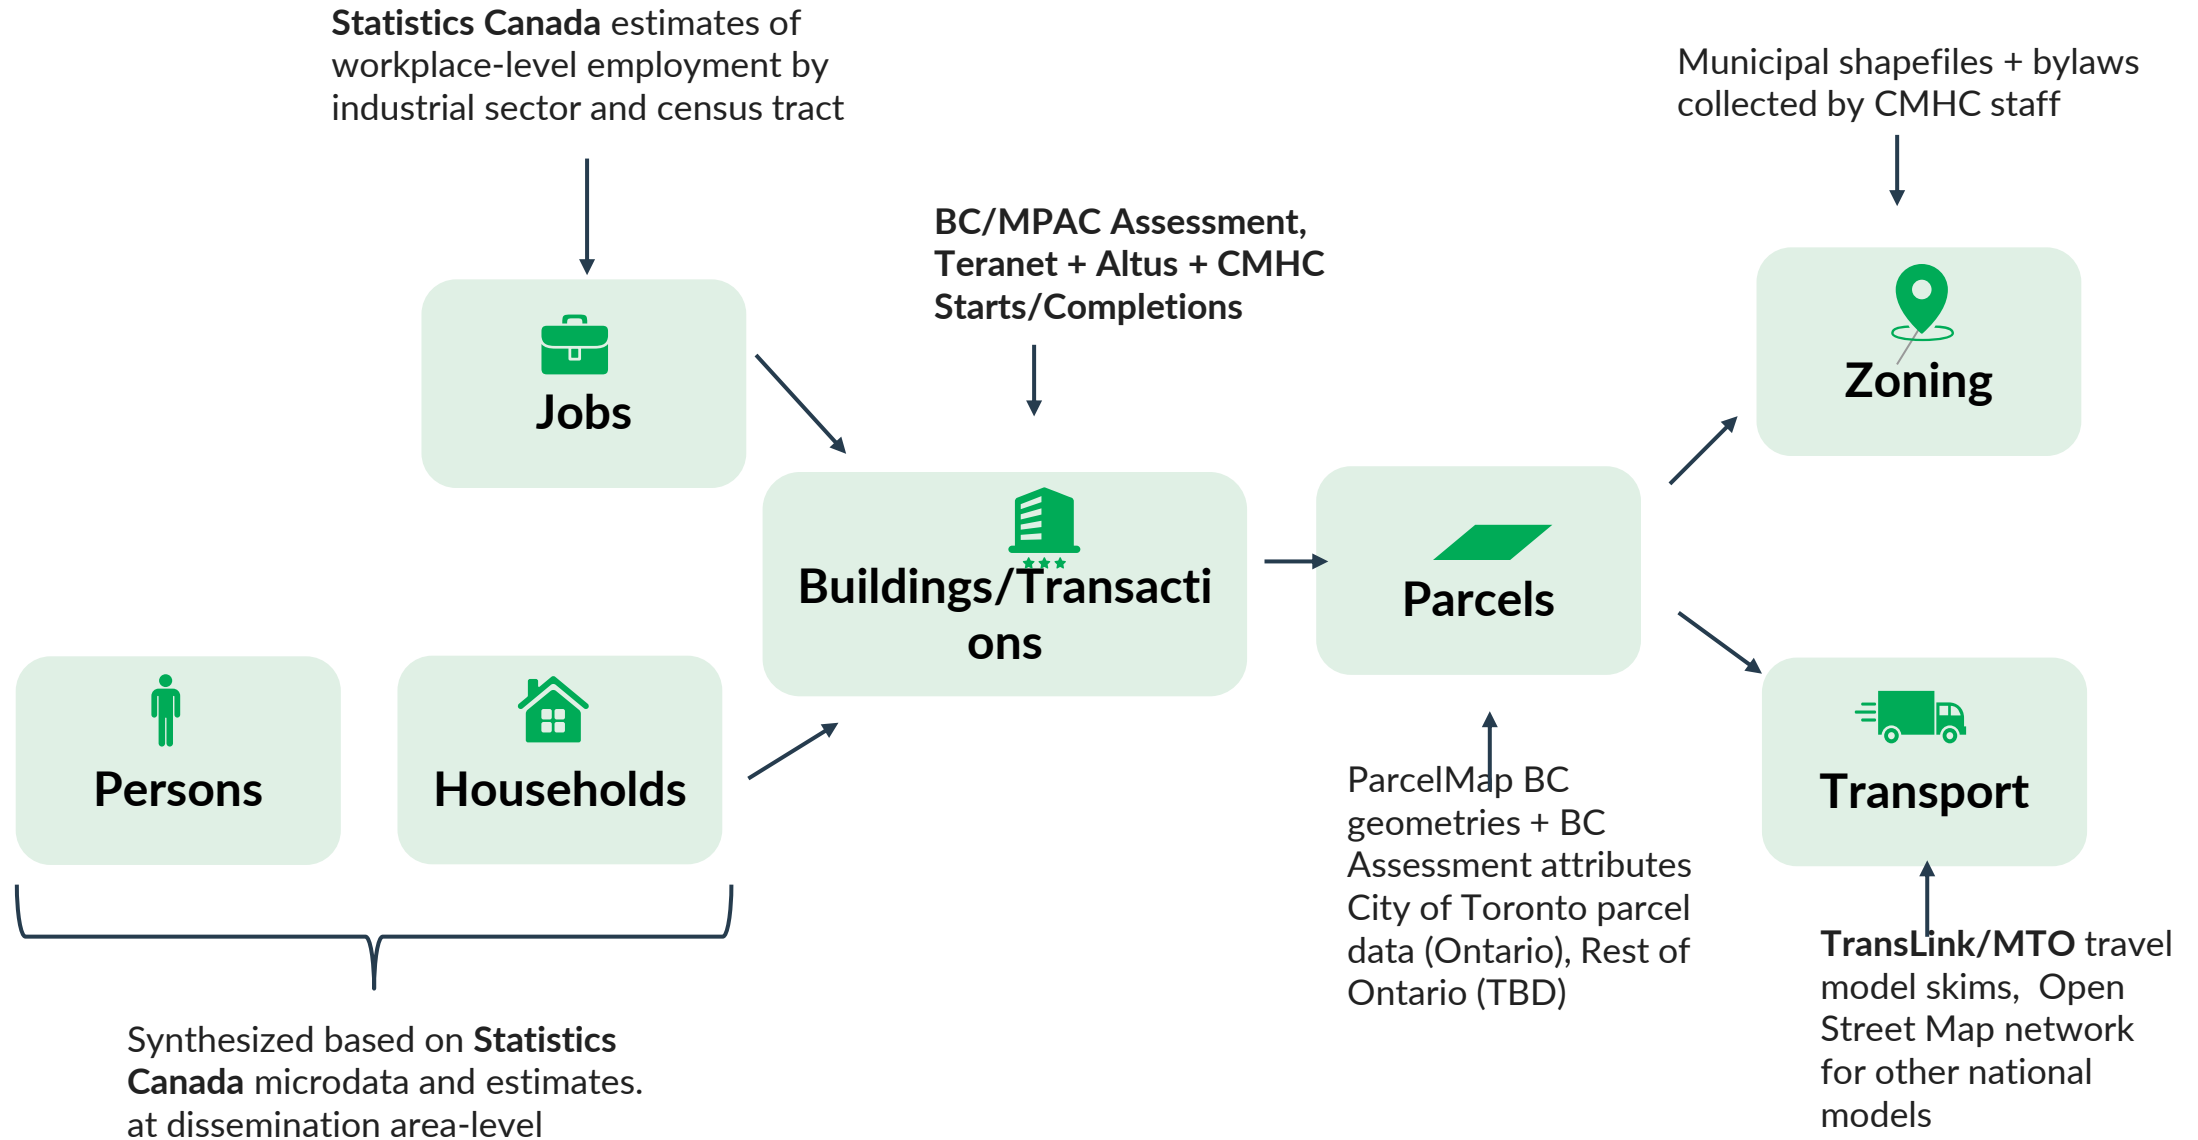 Statistics Canada estimates of
workplace-level employment by
industrial sector and census tract
Municipal shapefiles + bylaws
collected by CMHC staff
BC/MPAC Assessment,
Teranet + Altus + CMHC
Starts/Completions
Jobs
Zoning
Buildings/Transacti
ons
Parcels
Persons
Households
Transport
ParcelMap BC
geometries + BC
Assessment attributes
City of Toronto parcel
data (Ontario), Rest of
Ontario (TBD)
TransLink/MTO travel
model skims, Open
Street Map network
for other national
models
Synthesized based on Statistics
Canada microdata and estimates.
at dissemination area-level